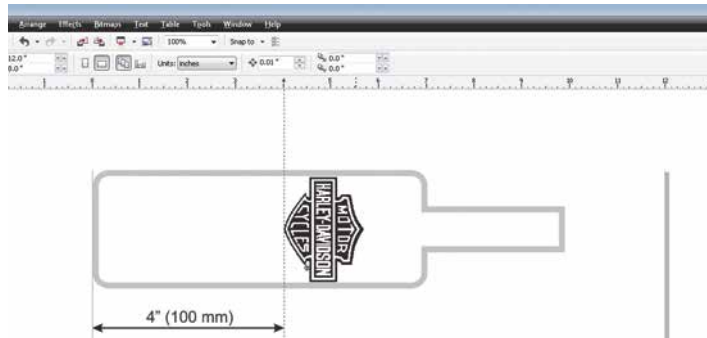 Arrange Effects Bitmaps Text Table Tools Window Help
100% Snap to
12.0" Units: inches 0.01" 0.0"
0.0"
1 0 1 2 3 4 5 6 7 8 9 10 11 12
MOTOR
HARLEY-DAVIDSON
CYCLES
4" (100 mm)